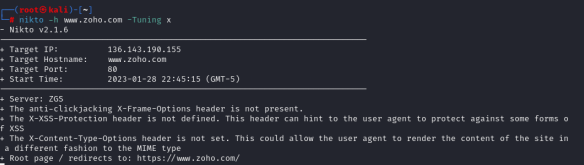 (root㉿kali)-[~]
# nikto -h www.zoho.com -Tuning x
- Nikto v2.1.6
+ Target IP: 136.143.190.155
+ Target Hostname: www.zoho.com
+ Target Port: 80
+ Start Time: 2023-01-28 22:45:15 (GMT-5)
+ Server: ZGS
+ The anti-clickjacking X-Frame-Options header is not present.
+ The X-XSS-Protection header is not defined. This header can hint to the user agent to protect against some forms o
f XSS
+ The X-Content-Type-Options header is not set. This could allow the user agent to render the content of the site in
a different fashion to the MIME type
+ Root page / redirects to: https://www.zoho.com/